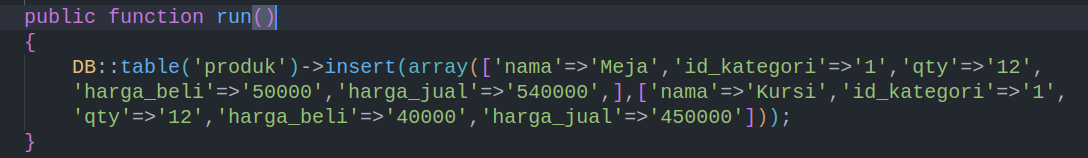 public function run()
{
DB::table('produk')->insert(array(['nama'=>'Meja','id_kategori'=>'1','qty'=>'12',
'harga_beli'=>'50000','harga_jual'=>'540000',],['nama'=>'Kursi','id_kategori'=>'1',
'qty'=>'12','harga_beli'=>'40000','harga_jual'=>'450000']));
}